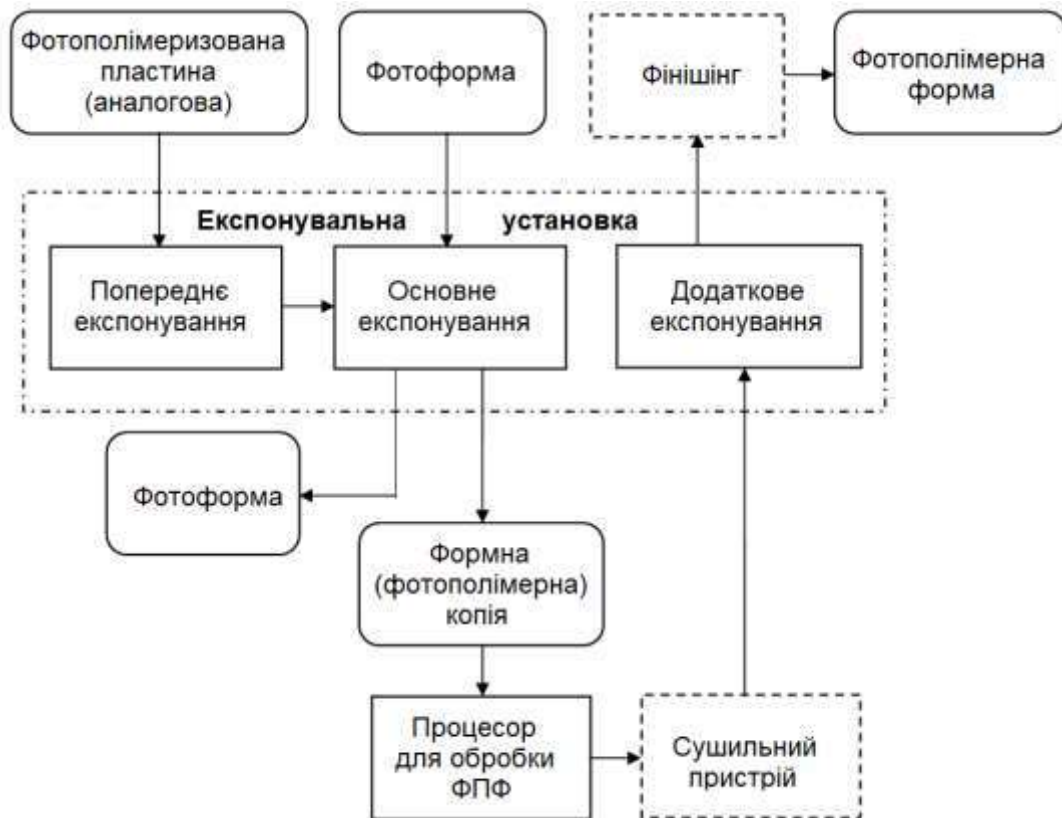 Фотополімеризована
пластина
(аналогова)
Фотоформа
Фінішінг
Фотополімерна
форма
Експонувальна установка
Попереднє
експонування
Основне
експонування
Додаткове
експонування
Фотоформа
Формна
(фотополімерна)
копія
Процесор
для обробки
ФПФ
Сушильний
пристрій